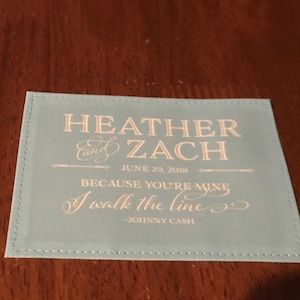 HEATHER
and ZACH
JUNE 29, 2018
BECAUSE YOU'RE MINE
I walk the line
-JOHNNY CASH